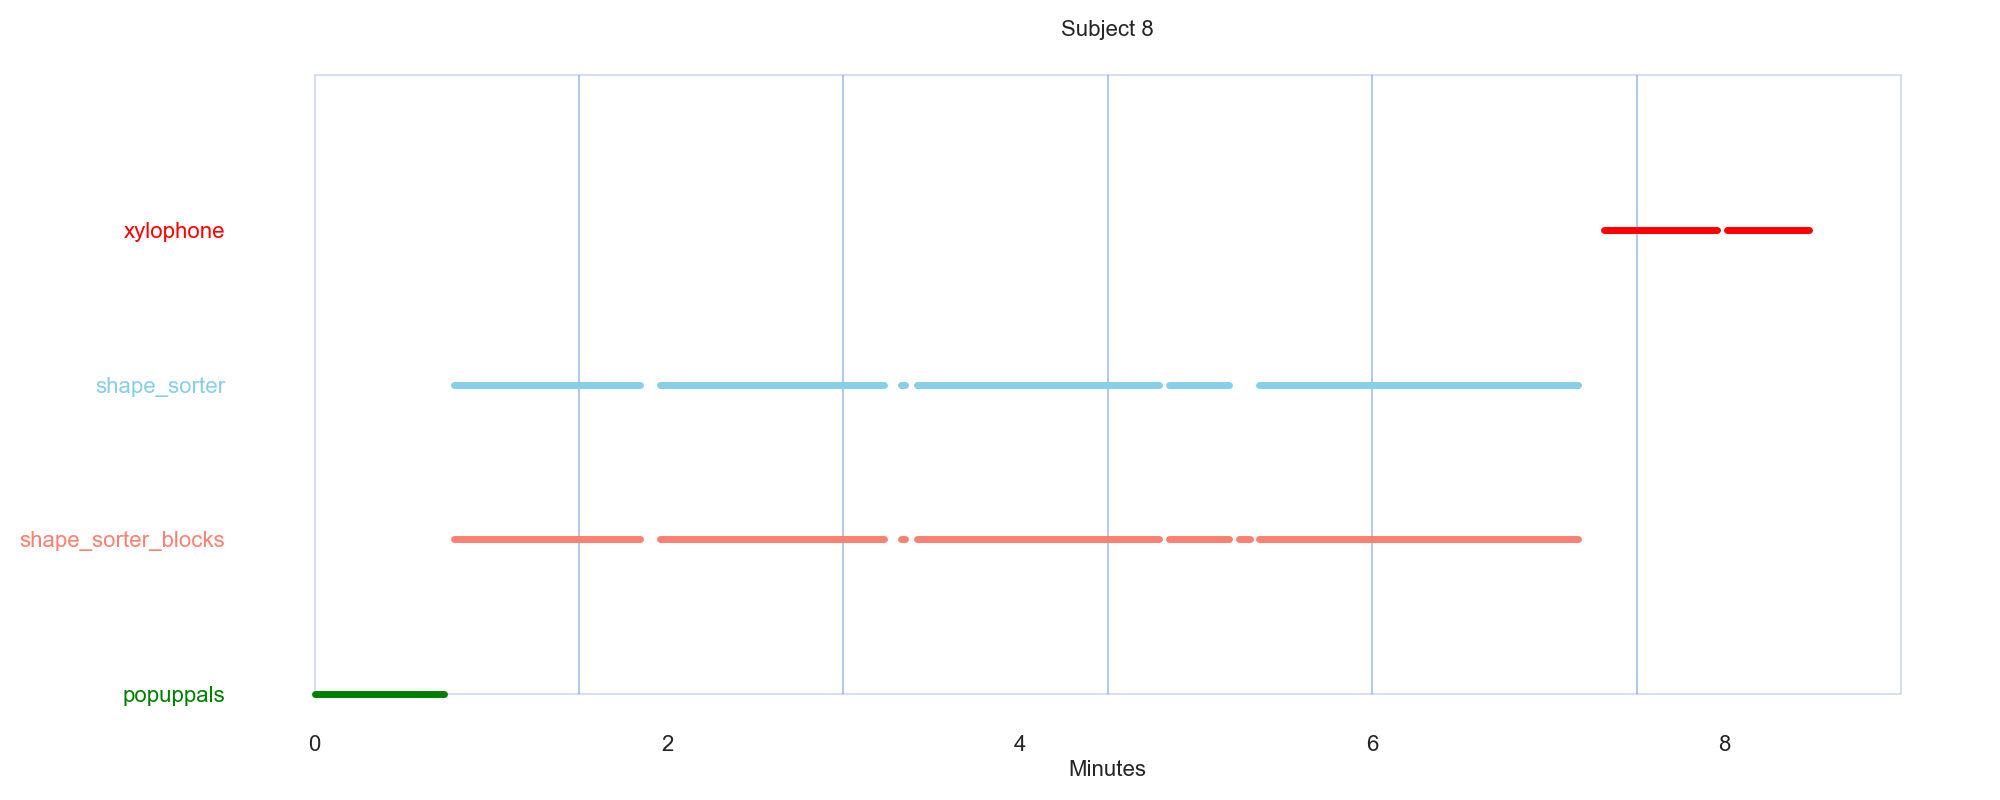 Subject 8
xylophone
shape_sorter
shape_sorter_blocks
popuppals
0 2 4 6 8
Minutes